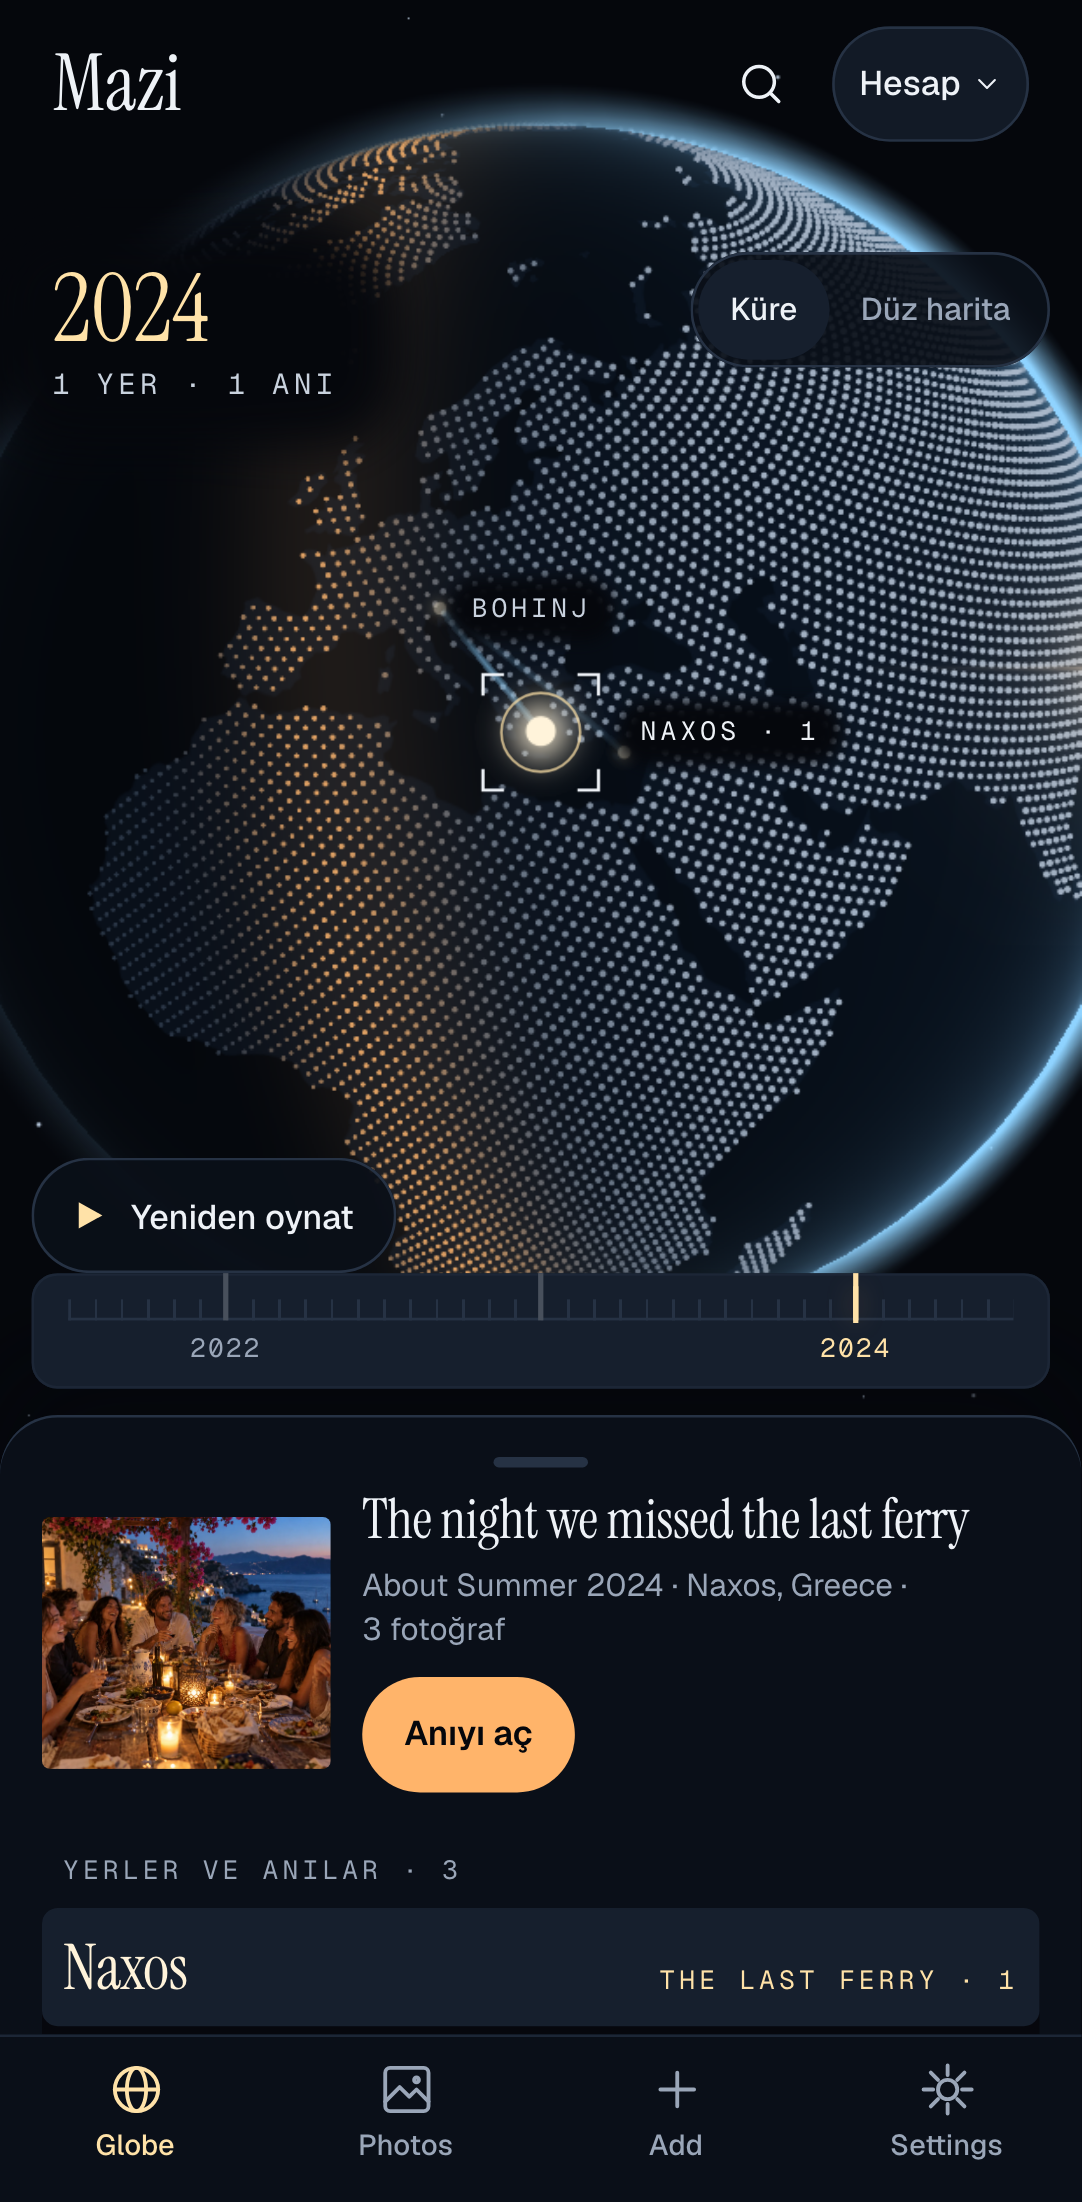 Mazi
Hesap
2024
1 YER · 1 ANI
Küre
Düz harita
BOHINJ
NAXOS · 1
Yeniden oynat
2022
2024
The night we missed the last ferry
About Summer 2024 · Naxos, Greece ·
3 fotoğraf
Anıyı aç
YERLER VE ANILAR · 3
Naxos
THE LAST FERRY · 1
Globe
Photos
Add
Settings